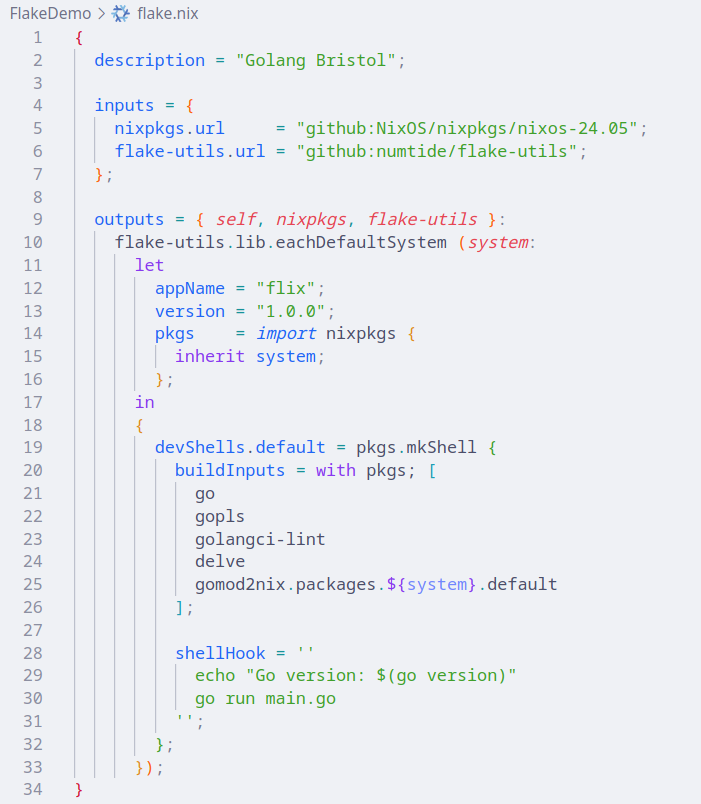 FlakeDemo > flake.nix
1 {
2   description = "Golang Bristol";
3
4   inputs = {
5     nixpkgs.url     = "github:NixOS/nixpkgs/nixos-24.05";
6     flake-utils.url = "github:numtide/flake-utils";
7   };
8
9   outputs = { self, nixpkgs, flake-utils }:
10     flake-utils.lib.eachDefaultSystem (system:
11       let
12         appName = "flix";
13         version = "1.0.0";
14         pkgs    = import nixpkgs {
15           inherit system;
16         };
17       in
18       {
19         devShells.default = pkgs.mkShell {
20           buildInputs = with pkgs; [
21             go
22             gopls
23             golangci-lint
24             delve
25             gomod2nix.packages.${system}.default
26           ];
27
28           shellHook = ''
29             echo "Go version: $(go version)"
30             go run main.go
31           '';
32         };
33       });
34 }